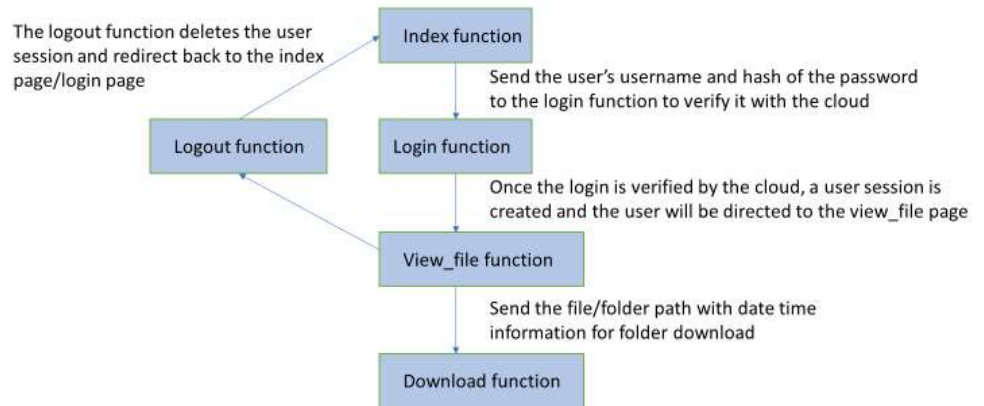 The logout function deletes the user
session and redirect back to the index
page/login page
Index function
Send the user's username and hash of the password
to the login function to verify it with the cloud
Logout function
Login function
Once the login is verified by the cloud, a user session is
created and the user will be directed to the view_file page
View_file function
Send the file/folder path with date time
information for folder download
Download function